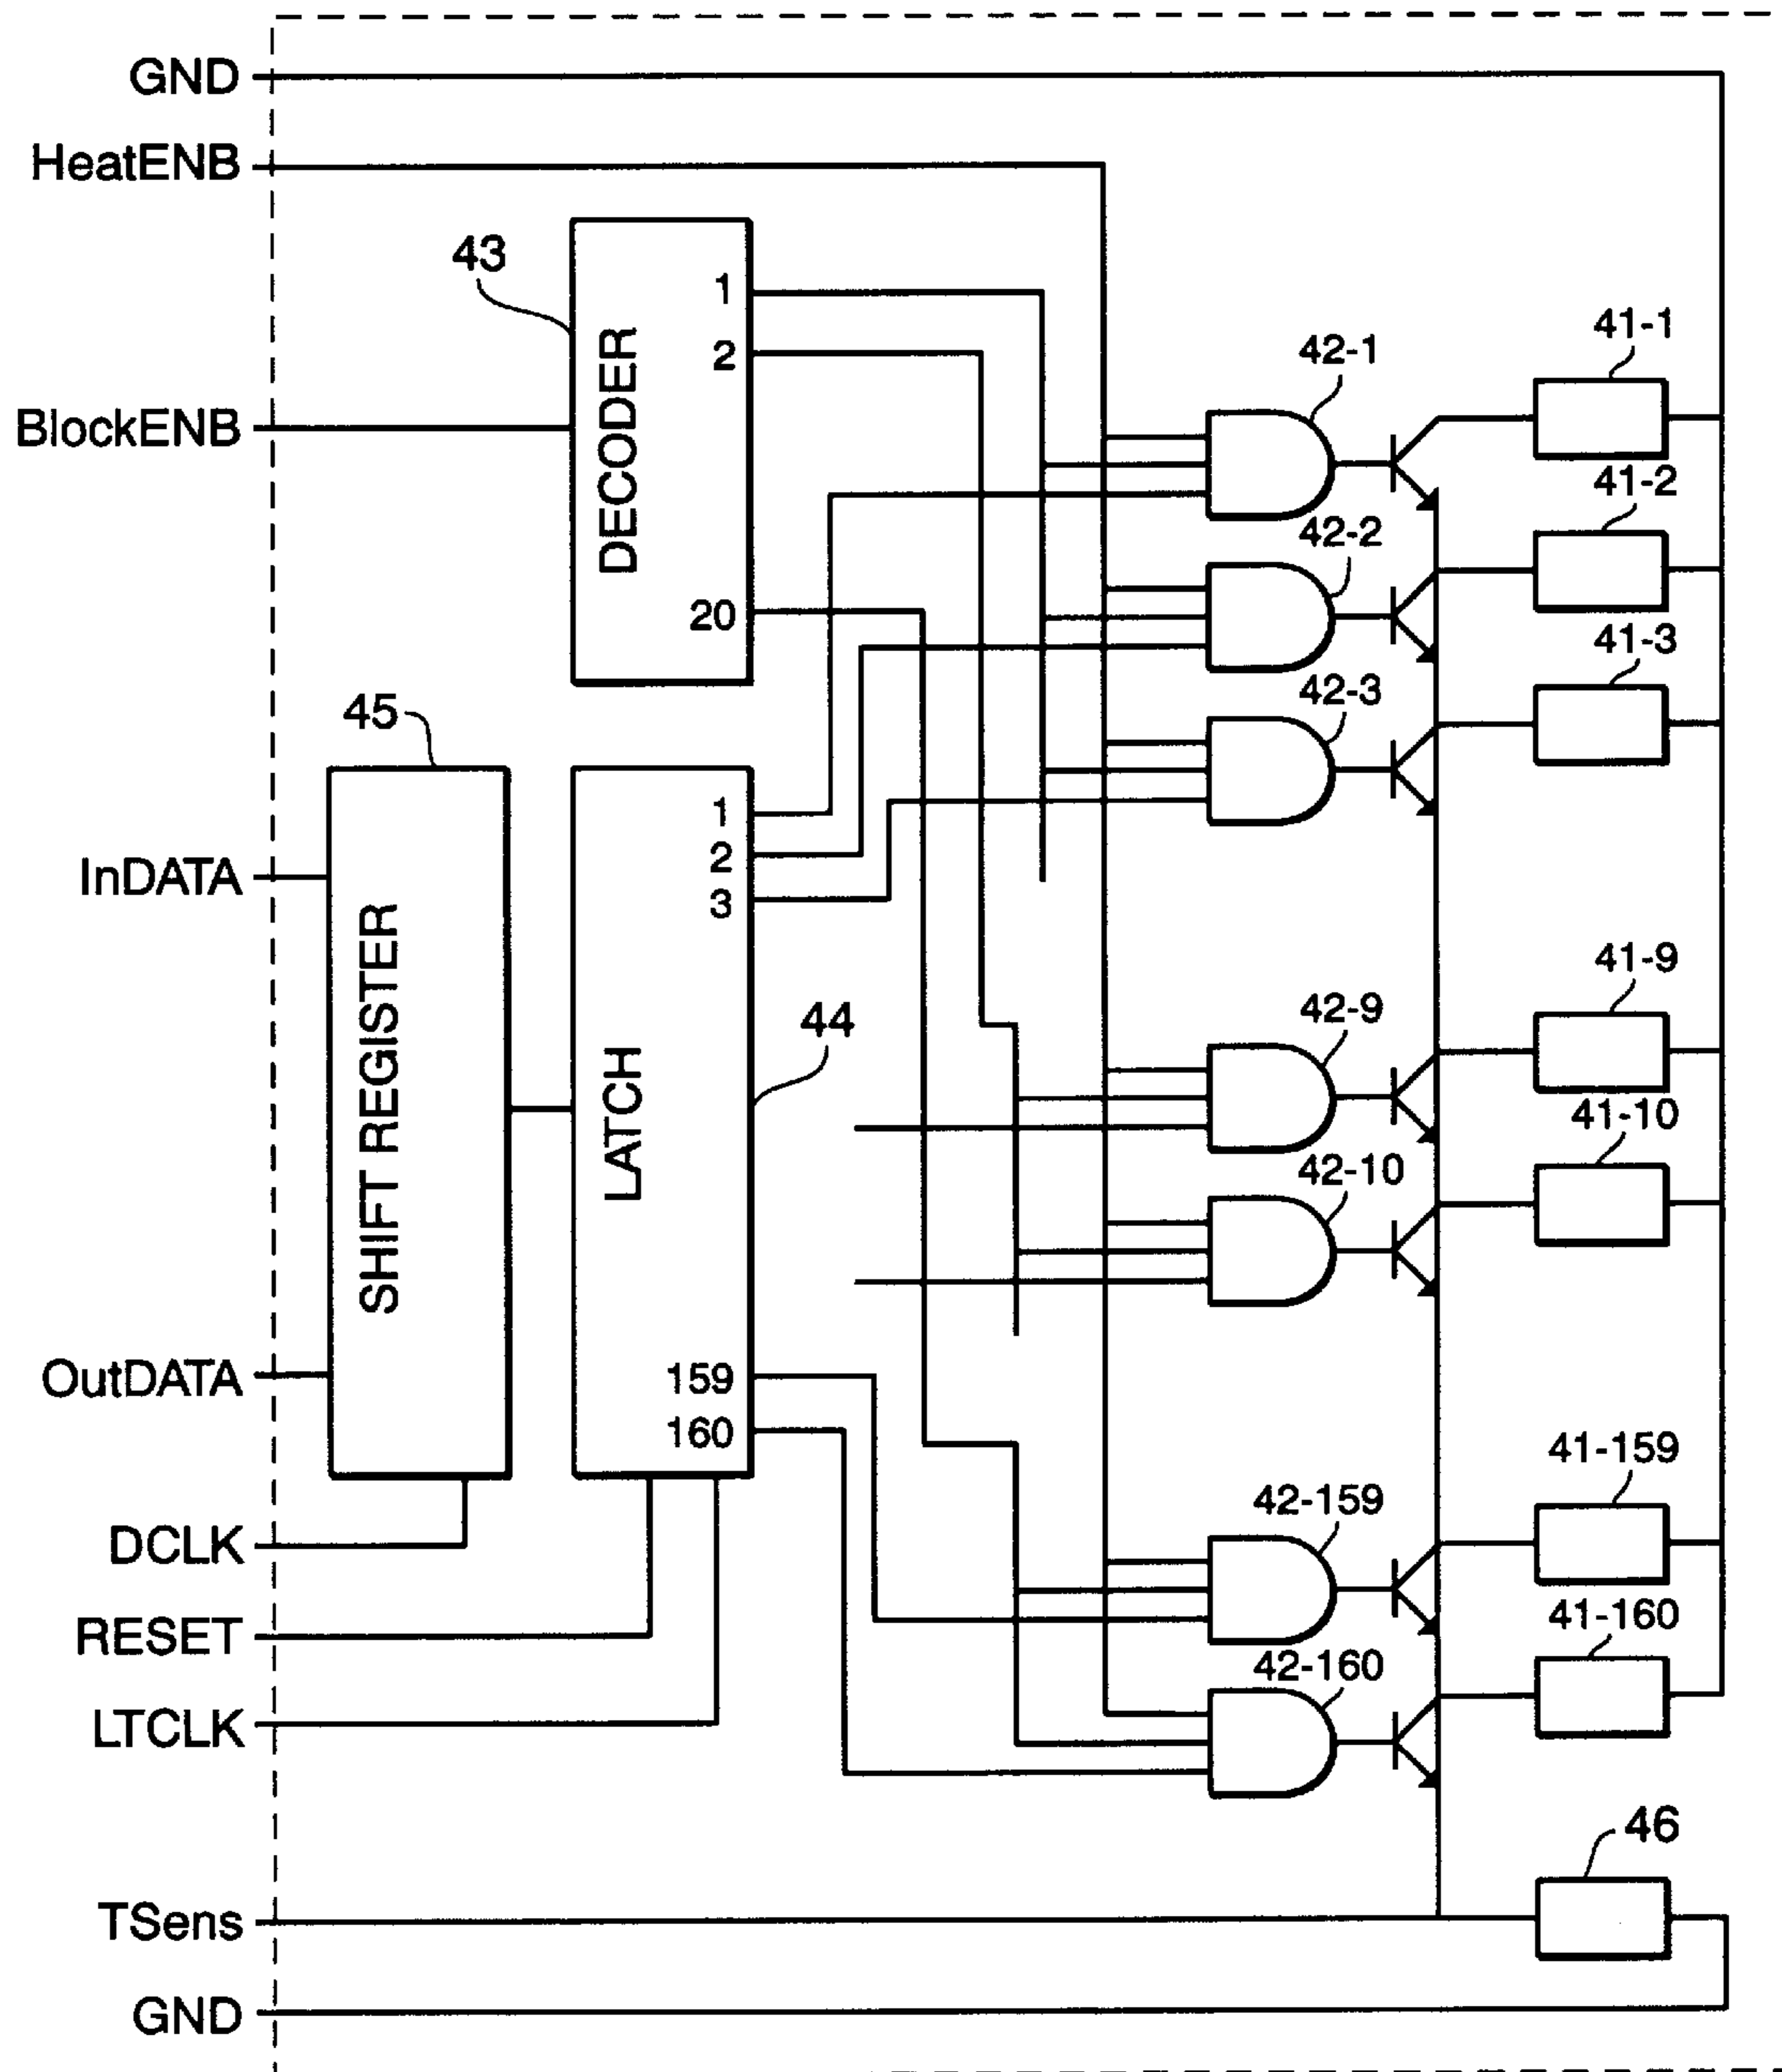 GND
HeatENB
43
DECODER
1
2
20
BlockENB
42-1
41-1
41-2
42-2
41-3
42-3
45
SHIFT REGISTER
LATCH
1
2
3
InDATA
44
41-9
42-9
41-10
42-10
OutDATA
159
160
41-159
42-159
DCLK
41-160
RESET
42-160
LTCLK
46
TSens
GND